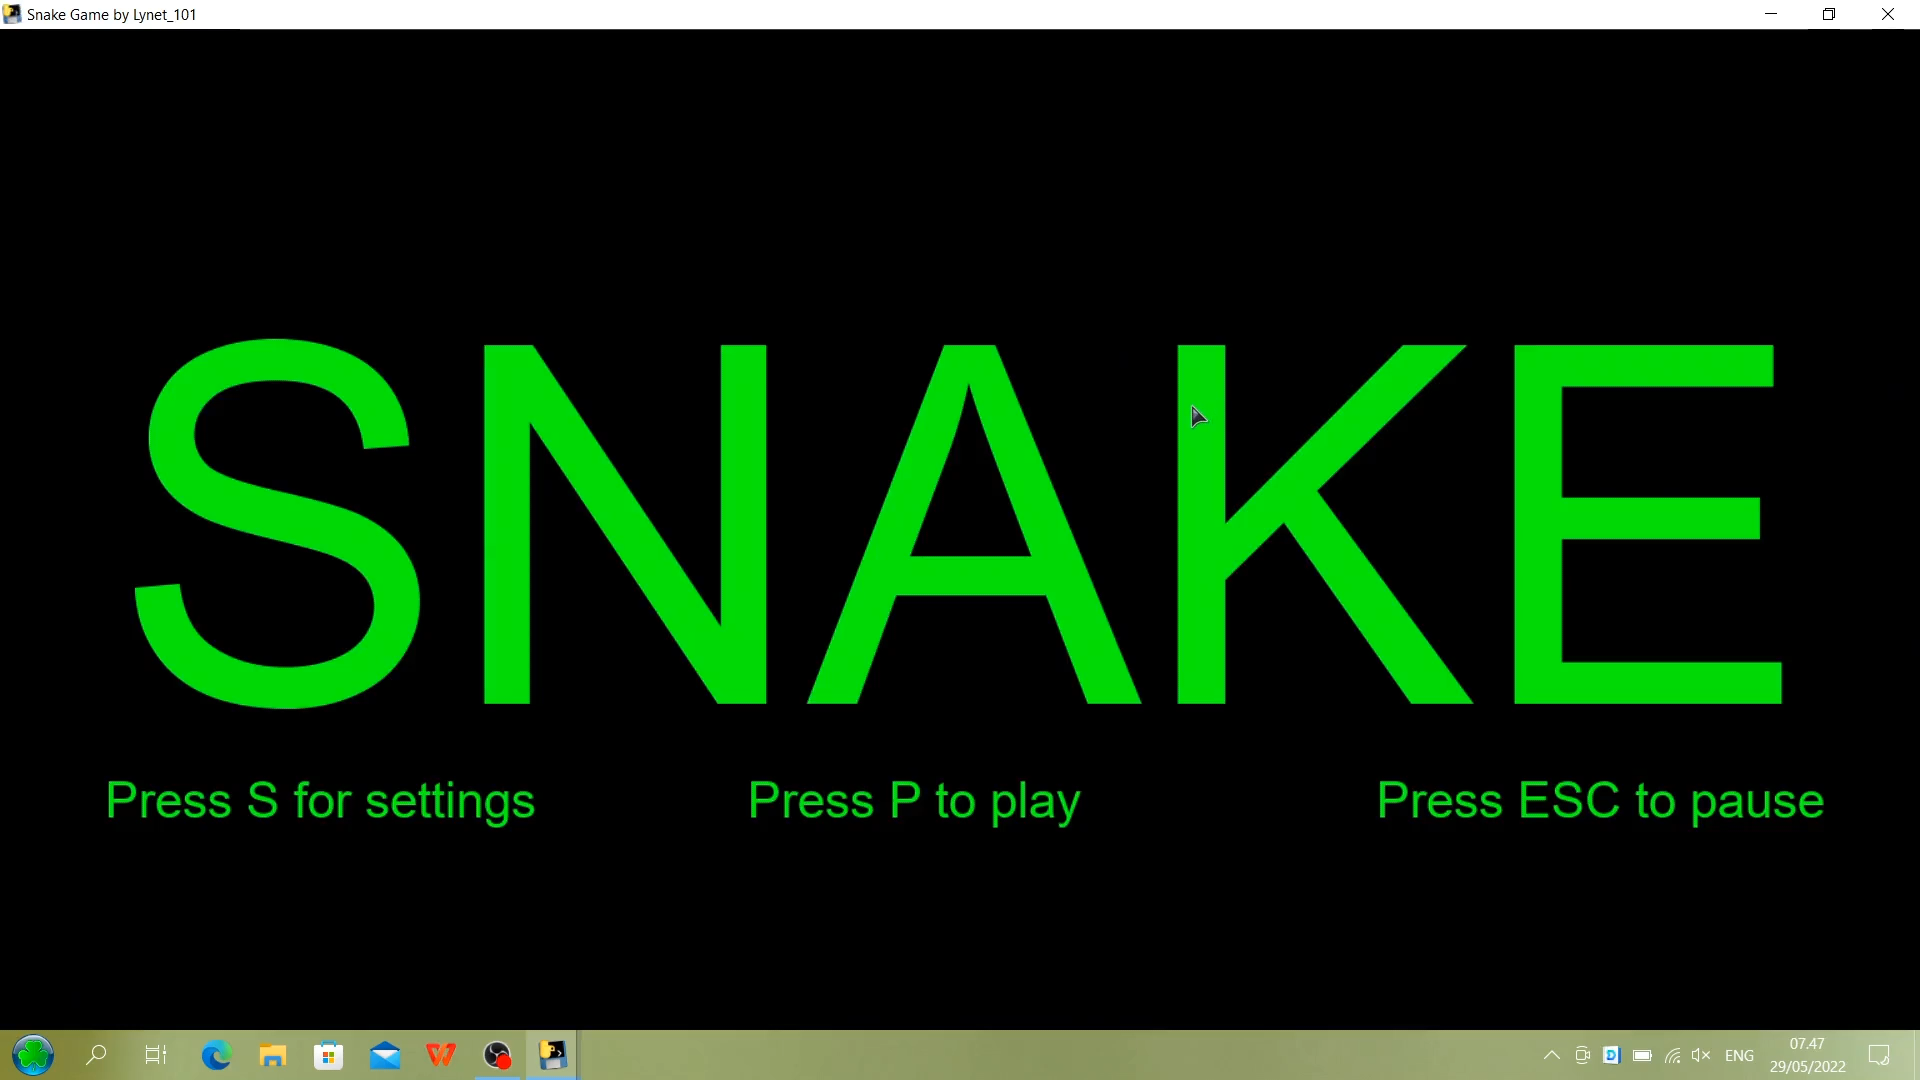 Snake Game by Lynet_101
SNAKE
Press S for settings
Press P to play
Press ESC to pause
ENG
07.47
29/05/2022